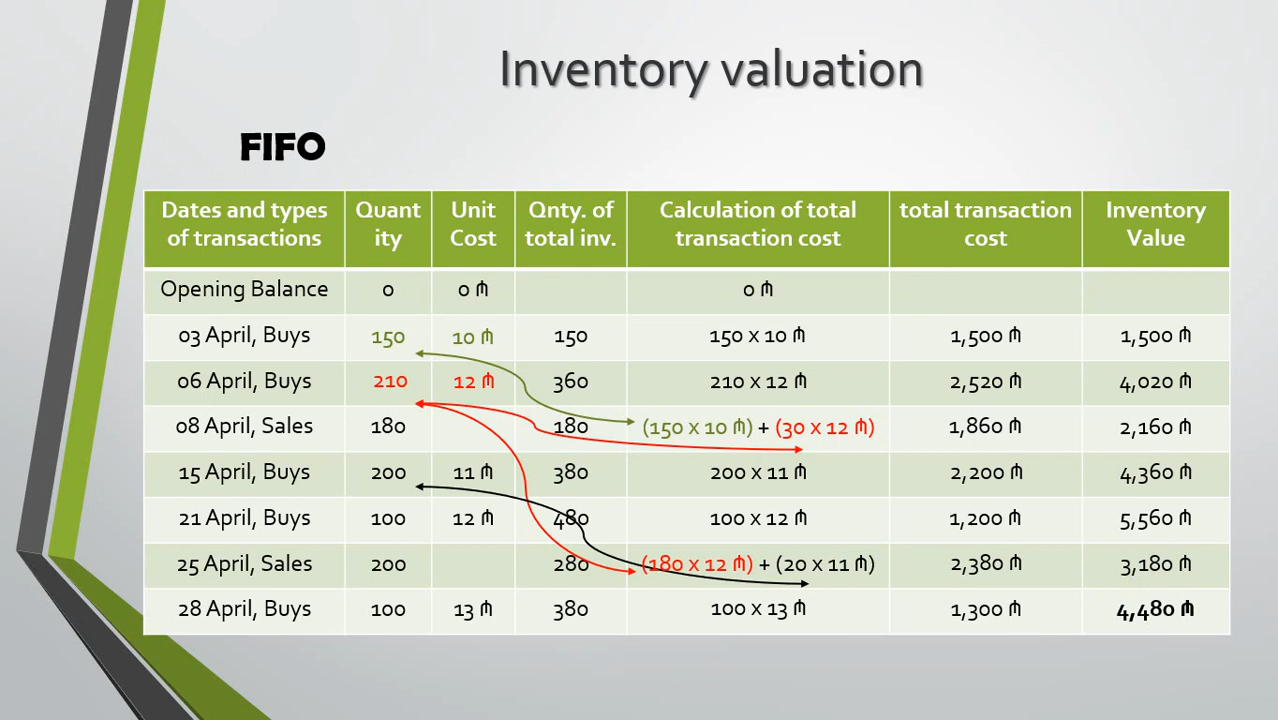 Inventory valuation
FIFO
Dates and types of transactions Quantity Unit Cost Qnty. of total inv. Calculation of total transaction cost total transaction cost Inventory Value
Opening Balance 0 0 ₼ 0 ₼
03 April, Buys 150 10 ₼ 150 150 x 10 ₼ 1,500 ₼ 1,500 ₼
06 April, Buys 210 12 ₼ 360 210 x 12 ₼ 2,520 ₼ 4,020 ₼
08 April, Sales 180 180 (150 x 10 ₼) + (30 x 12 ₼) 1,860 ₼ 2,160 ₼
15 April, Buys 200 11 ₼ 380 200 x 11 ₼ 2,200 ₼ 4,360 ₼
21 April, Buys 100 12 ₼ 480 100 x 12 ₼ 1,200 ₼ 5,560 ₼
25 April, Sales 200 280 (180 x 12 ₼) + (20 x 11 ₼) 2,380 ₼ 3,180 ₼
28 April, Buys 100 13 ₼ 380 100 x 13 ₼ 1,300 ₼ 4,480 ₼